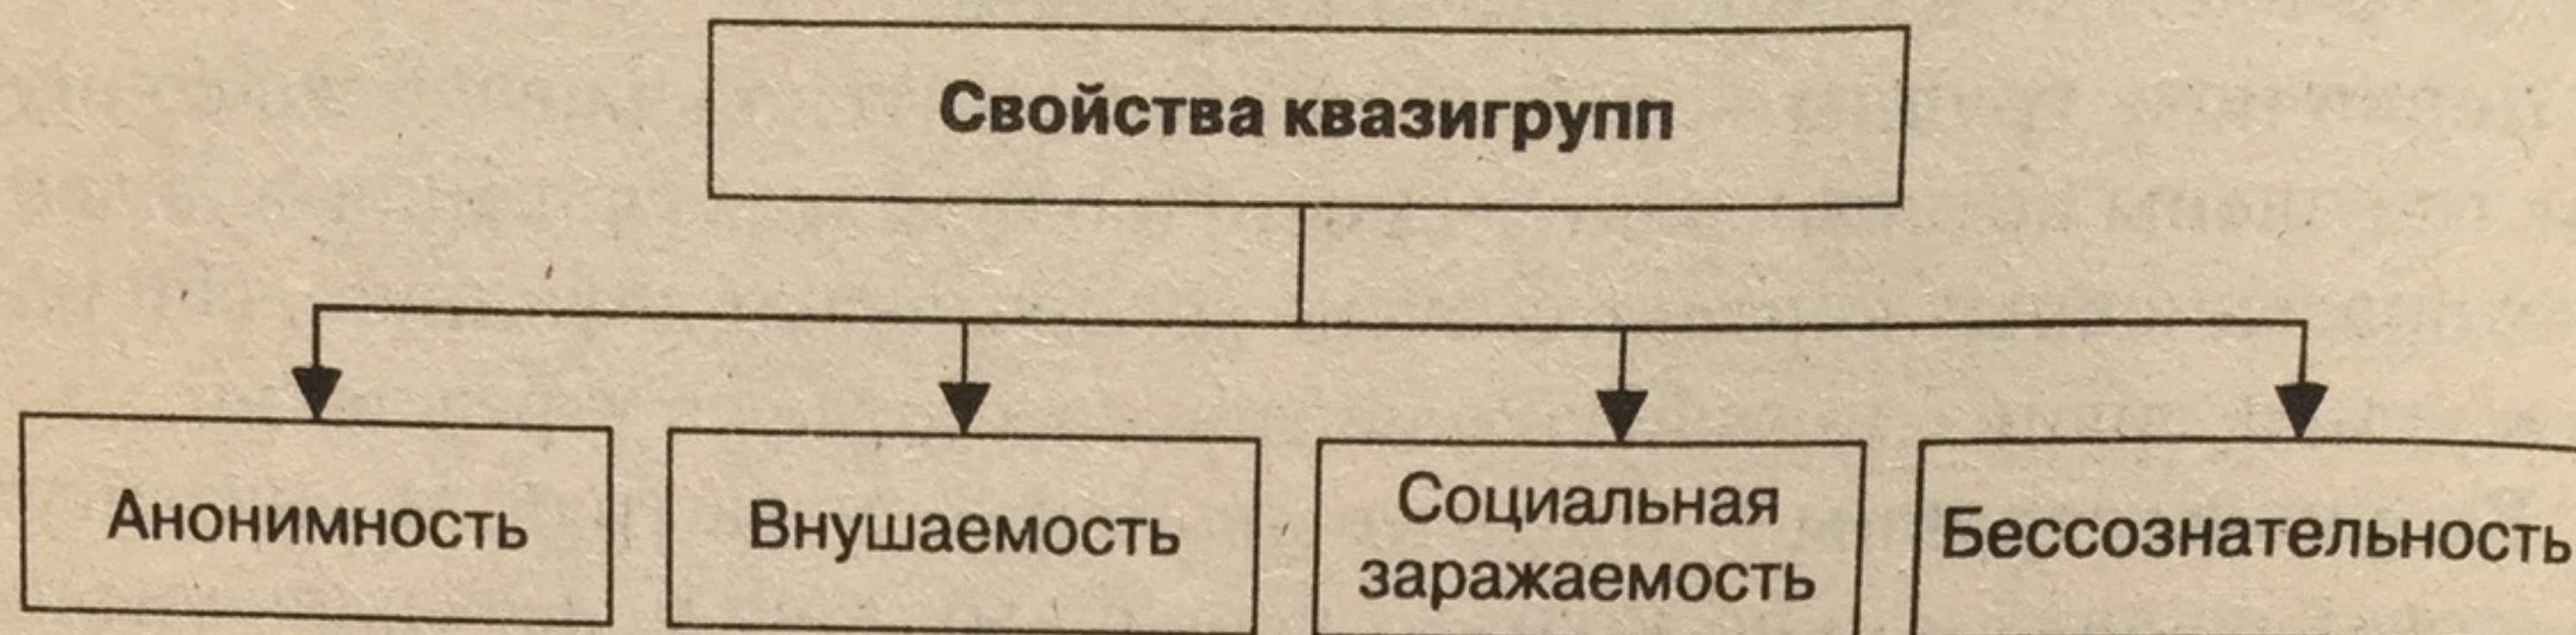 Свойства квазигрупп
Анонимность
Внушаемость
Социальная
заражаемость
Бессознательность